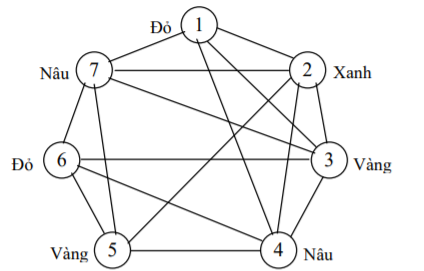 Đỏ 1
Nâu 7 2 Xanh
Đỏ 6 3 Vàng
Vàng 5 4 Nâu